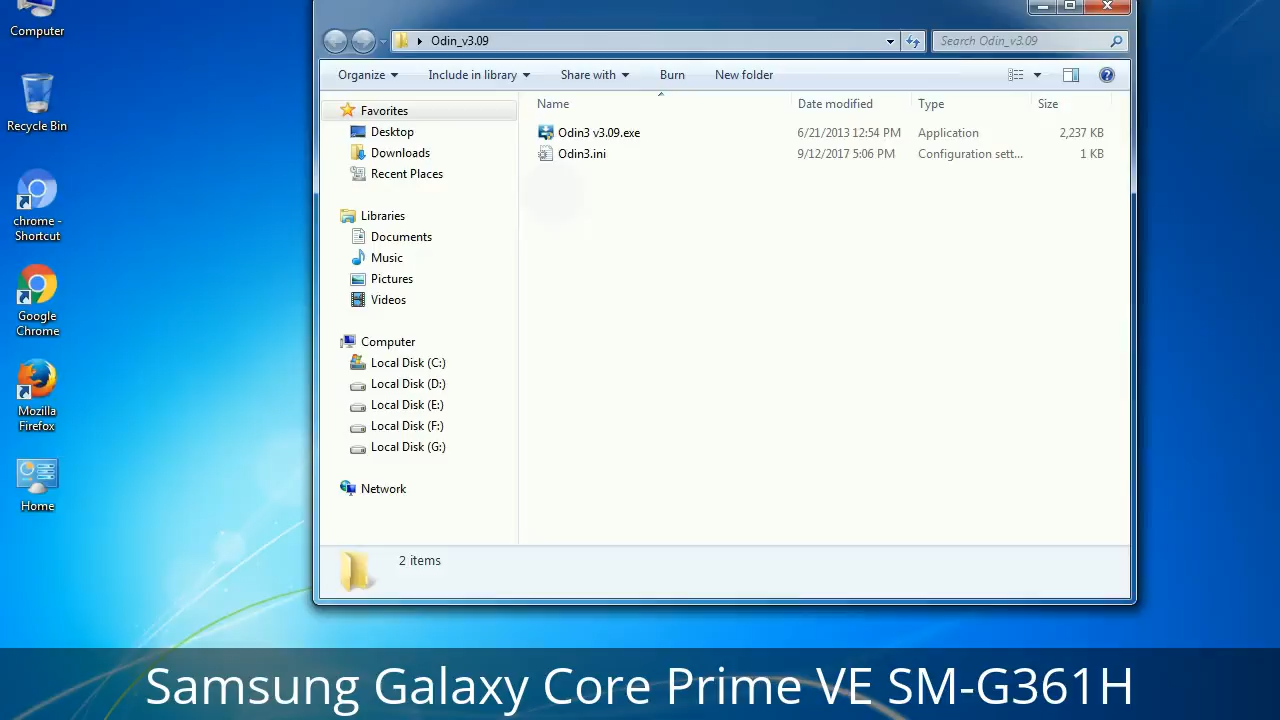 Computer
Recycle Bin
chrome -
Shortcut
Google
Chrome
Mozilla
Firefox
Home
Odin_v3.09
Search Odin_v3.09
Organize
Include in library
Share with
Burn
New folder
Favorites
Desktop
Downloads
Recent Places
Libraries
Documents
Music
Pictures
Videos
Computer
Local Disk (C:)
Local Disk (D:)
Local Disk (E:)
Local Disk (F:)
Local Disk (G:)
Network
Name Date modified Type Size
Odin3 v3.09.exe 6/21/2013 12:54 PM Application 2,237 KB
Odin3.ini 9/12/2017 5:06 PM Configuration sett... 1 KB
2 items
Samsung Galaxy Core Prime VE SM-G361H